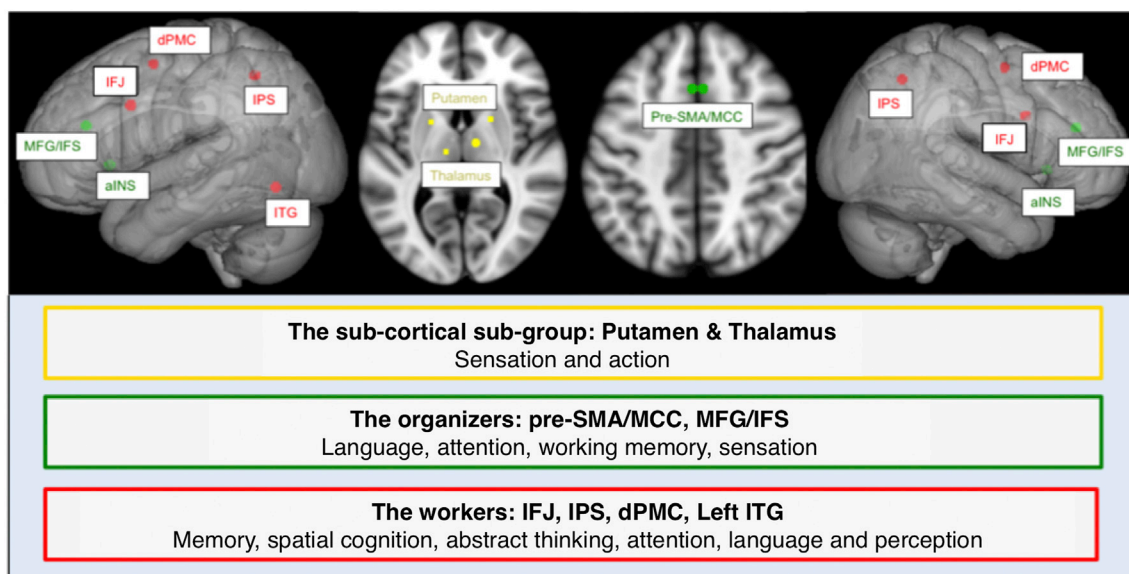 dPMC
IFJ
IPS
MFG/IFS
aINS
ITG
Putamen
Thalamus
Pre-SMA/MCC
dPMC
IPS
IFJ
MFG/IFS
aINS
The sub-cortical sub-group: Putamen & Thalamus
Sensation and action
The organizers: pre-SMA/MCC, MFG/IFS
Language, attention, working memory, sensation
The workers: IFJ, IPS, dPMC, Left ITG
Memory, spatial cognition, abstract thinking, attention, language and perception